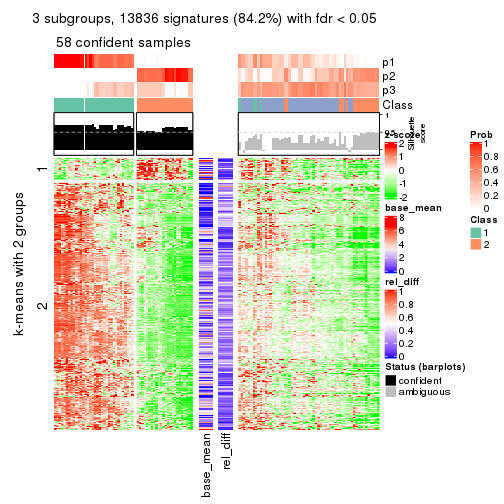 3 subgroups, 13836 signatures (84.2%) with fdr < 0.05
58 confident samples
p1
p2
p3
Class
1
0.5
Silhouette
score
k-means with 2 groups
1
2
base_mean
rel_diff
z-score
2
1
0
-1
-2
base_mean
8
6
4
2
0
rel_diff
1
0.8
0.6
0.4
0.2
0
Status (barplots)
confident
ambiguous
Prob
1
0.8
0.6
0.4
0.2
0
Class
1
2